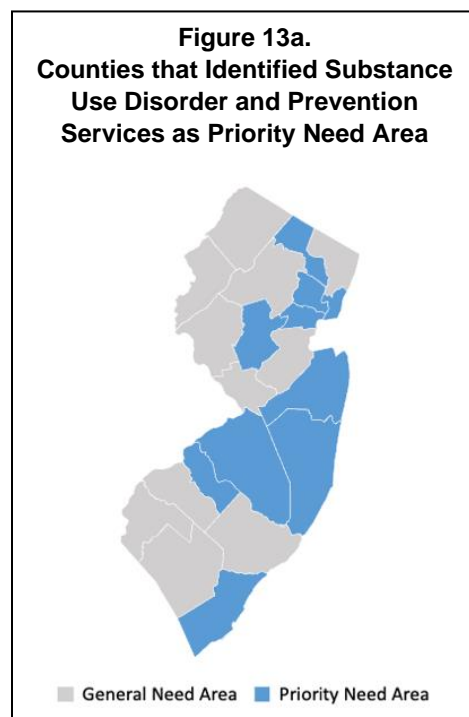 Figure 13a.
Counties that Identified Substance
Use Disorder and Prevention
Services as Priority Need Area
General Need Area Priority Need Area